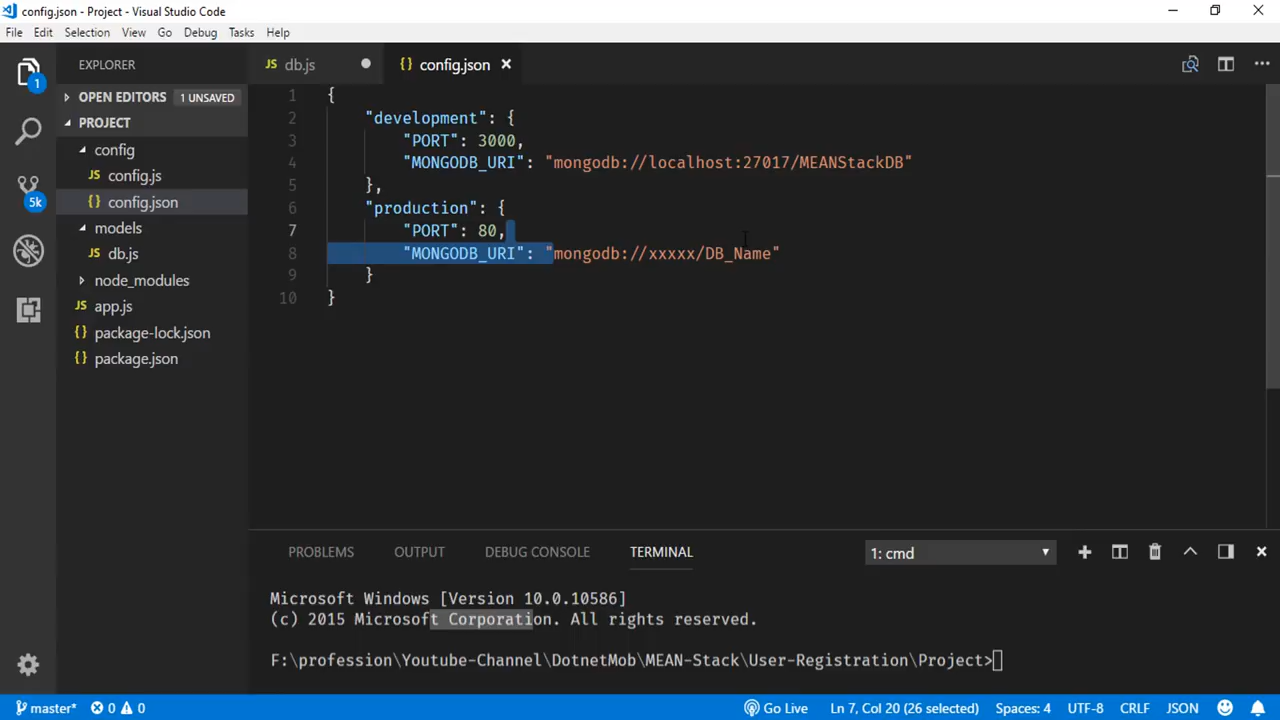 config.json - Project - Visual Studio Code
File Edit Selection View Go Debug Tasks Help
EXPLORER
OPEN EDITORS 1 UNSAVED
PROJECT
config
JS config.js
{} config.json
models
JS db.js
node_modules
JS app.js
{} package-lock.json
{} package.json
1
5k
JS db.js
{} config.json
1 {
2 "development": {
3 "PORT": 3000,
4 "MONGODB_URI": "mongodb://localhost:27017/MEANStackDB"
5 },
6 "production": {
7 "PORT": 80,
8 "MONGODB_URI": "mongodb://xxxxx/DB_Name"
9 }
10 }
PROBLEMS OUTPUT DEBUG CONSOLE TERMINAL 1: cmd
Microsoft Windows [Version 10.0.10586]
(c) 2015 Microsoft Corporation. All rights reserved.
F:\profession\Youtube-Channel\DotnetMob\MEAN-Stack\User-Registration\Project>
master* 0 0 Go Live Ln 7, Col 20 (26 selected) Spaces: 4 UTF-8 CRLF JSON